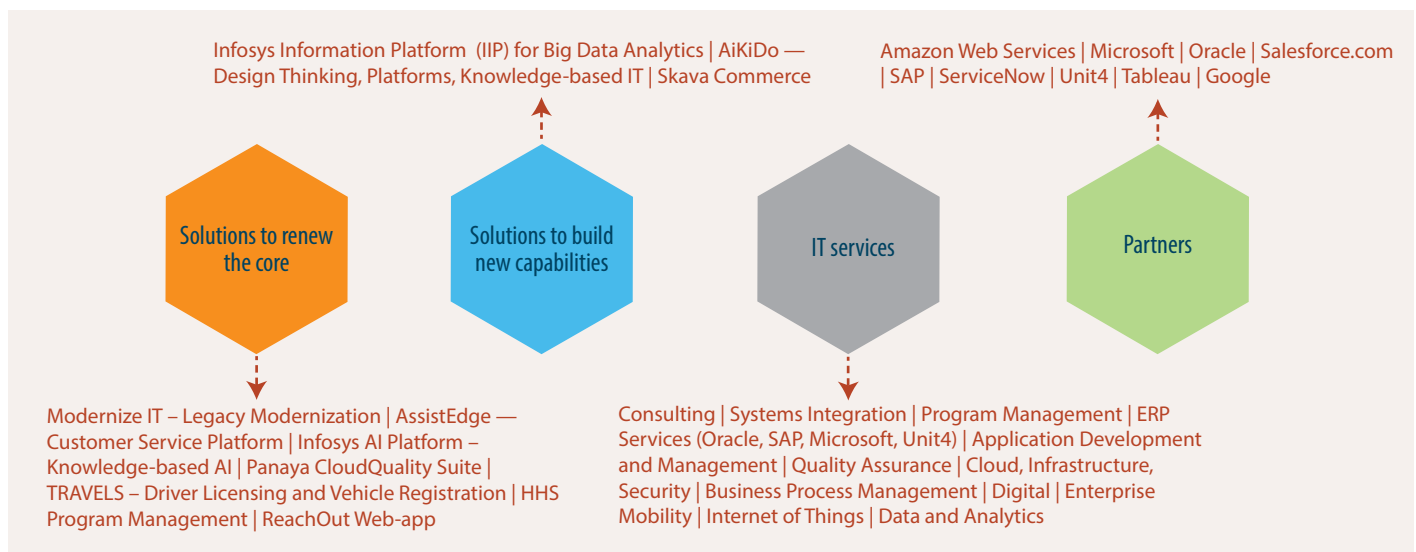 Infosys Information Platform  (IIP) for Big Data Analytics | AiKiDo —
Design Thinking, Platforms, Knowledge-based IT | Skava Commerce
Amazon Web Services | Microsoft | Oracle | Salesforce.com
| SAP | ServiceNow | Unit4 | Tableau | Google
Solutions to renew
the core
Solutions to build
new capabilities
IT services
Partners
Modernize IT – Legacy Modernization | AssistEdge —
Customer Service Platform | Infosys AI Platform –
Knowledge-based AI | Panaya CloudQuality Suite |
TRAVELS – Driver Licensing and Vehicle Registration | HHS
Program Management | ReachOut Web-app
Consulting | Systems Integration | Program Management | ERP
Services (Oracle, SAP, Microsoft, Unit4) | Application Development
and Management | Quality Assurance | Cloud, Infrastructure,
Security | Business Process Management | Digital | Enterprise
Mobility | Internet of Things | Data and Analytics